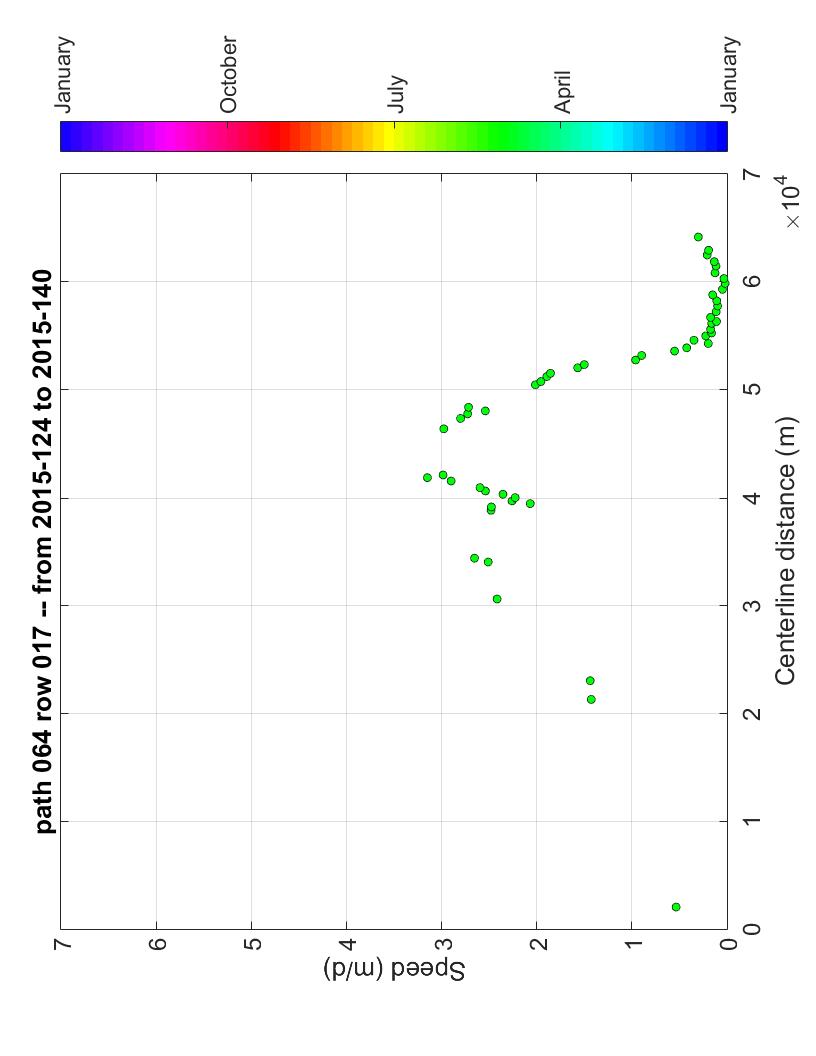 path 064 row 017 -- from 2015-124 to 2015-140
7
6
5
4
3
2
1
0
Speed (m/d)
0
1
2
3
4
5
6
7
×10⁴
Centerline distance (m)
January
October
July
April
January